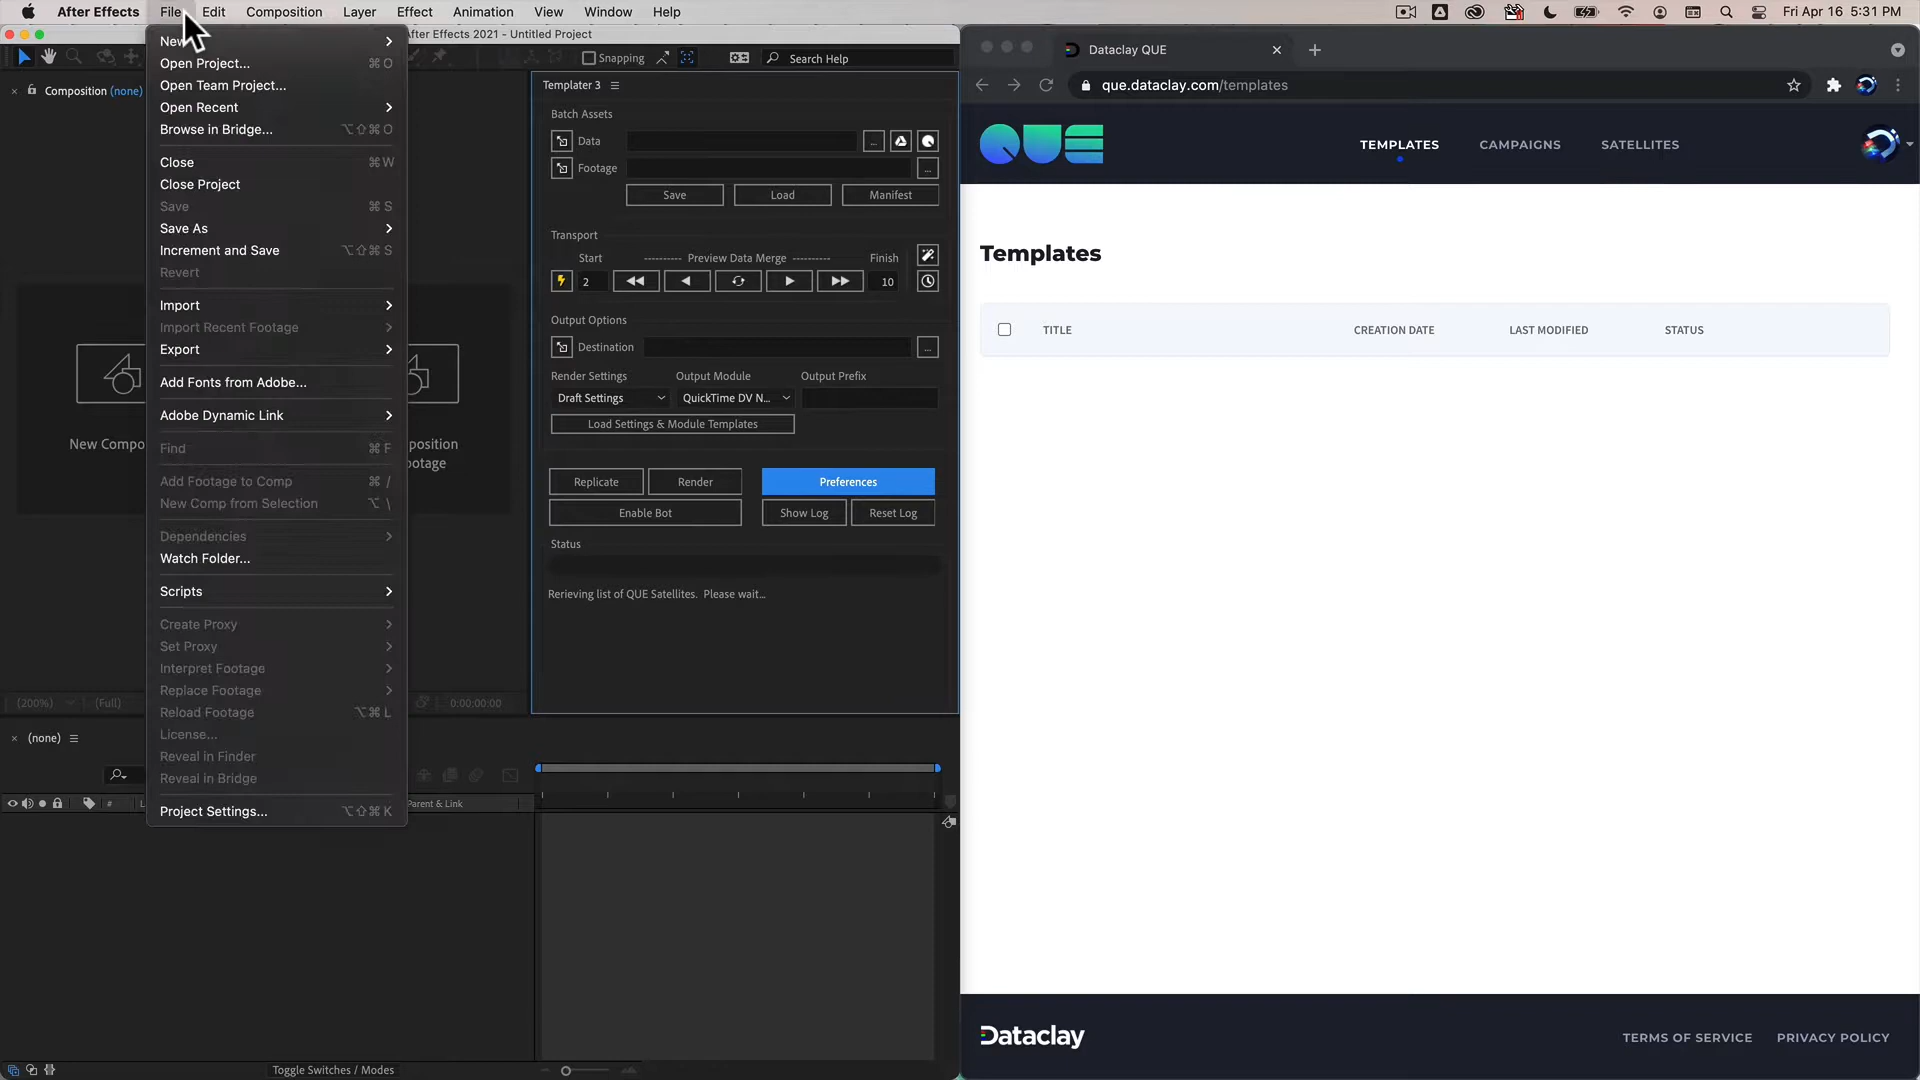 After Effects File Edit Composition Layer Effect Animation View Window Help Fri Apr 16 5:31 PM
After Effects 2021 - Untitled Project
Snapping Search Help
Composition (none)
New
Open Project... ⌘ O
Open Team Project...
Open Recent
Browse in Bridge... ⌥⇧⌘ O
Close ⌘ W
Close Project
Save ⌘ S
Save As
Increment and Save ⌥⇧⌘ S
Revert
Import
Import Recent Footage
Export
Add Fonts from Adobe...
Adobe Dynamic Link
Find ⌘ F
Add Footage to Comp ⌘ /
New Comp from Selection ⌥ \
Dependencies
Watch Folder...
Scripts
Create Proxy
Set Proxy
Interpret Footage
Replace Footage
Reload Footage ⌥⌘ L
License...
Reveal in Finder
Reveal in Bridge
Project Settings... ⌥⇧⌘ K
New Compo
position
ootage
(200%) (Full) 0:00:00:00
(none)
# Parent & Link
Toggle Switches / Modes
Templater 3
Batch Assets
Data ...
Footage ...
Save Load Manifest
Transport
Start ---------- Preview Data Merge ---------- Finish
2 10
Output Options
Destination ...
Render Settings Output Module Output Prefix
Draft Settings QuickTime DV N...
Load Settings & Module Templates
Replicate Render Preferences
Enable Bot Show Log Reset Log
Status
Rerieving list of QUE Satellites. Please wait...
Dataclay QUE
que.dataclay.com/templates
QUE TEMPLATES CAMPAIGNS SATELLITES
Templates
TITLE CREATION DATE LAST MODIFIED STATUS
Dataclay TERMS OF SERVICE PRIVACY POLICY